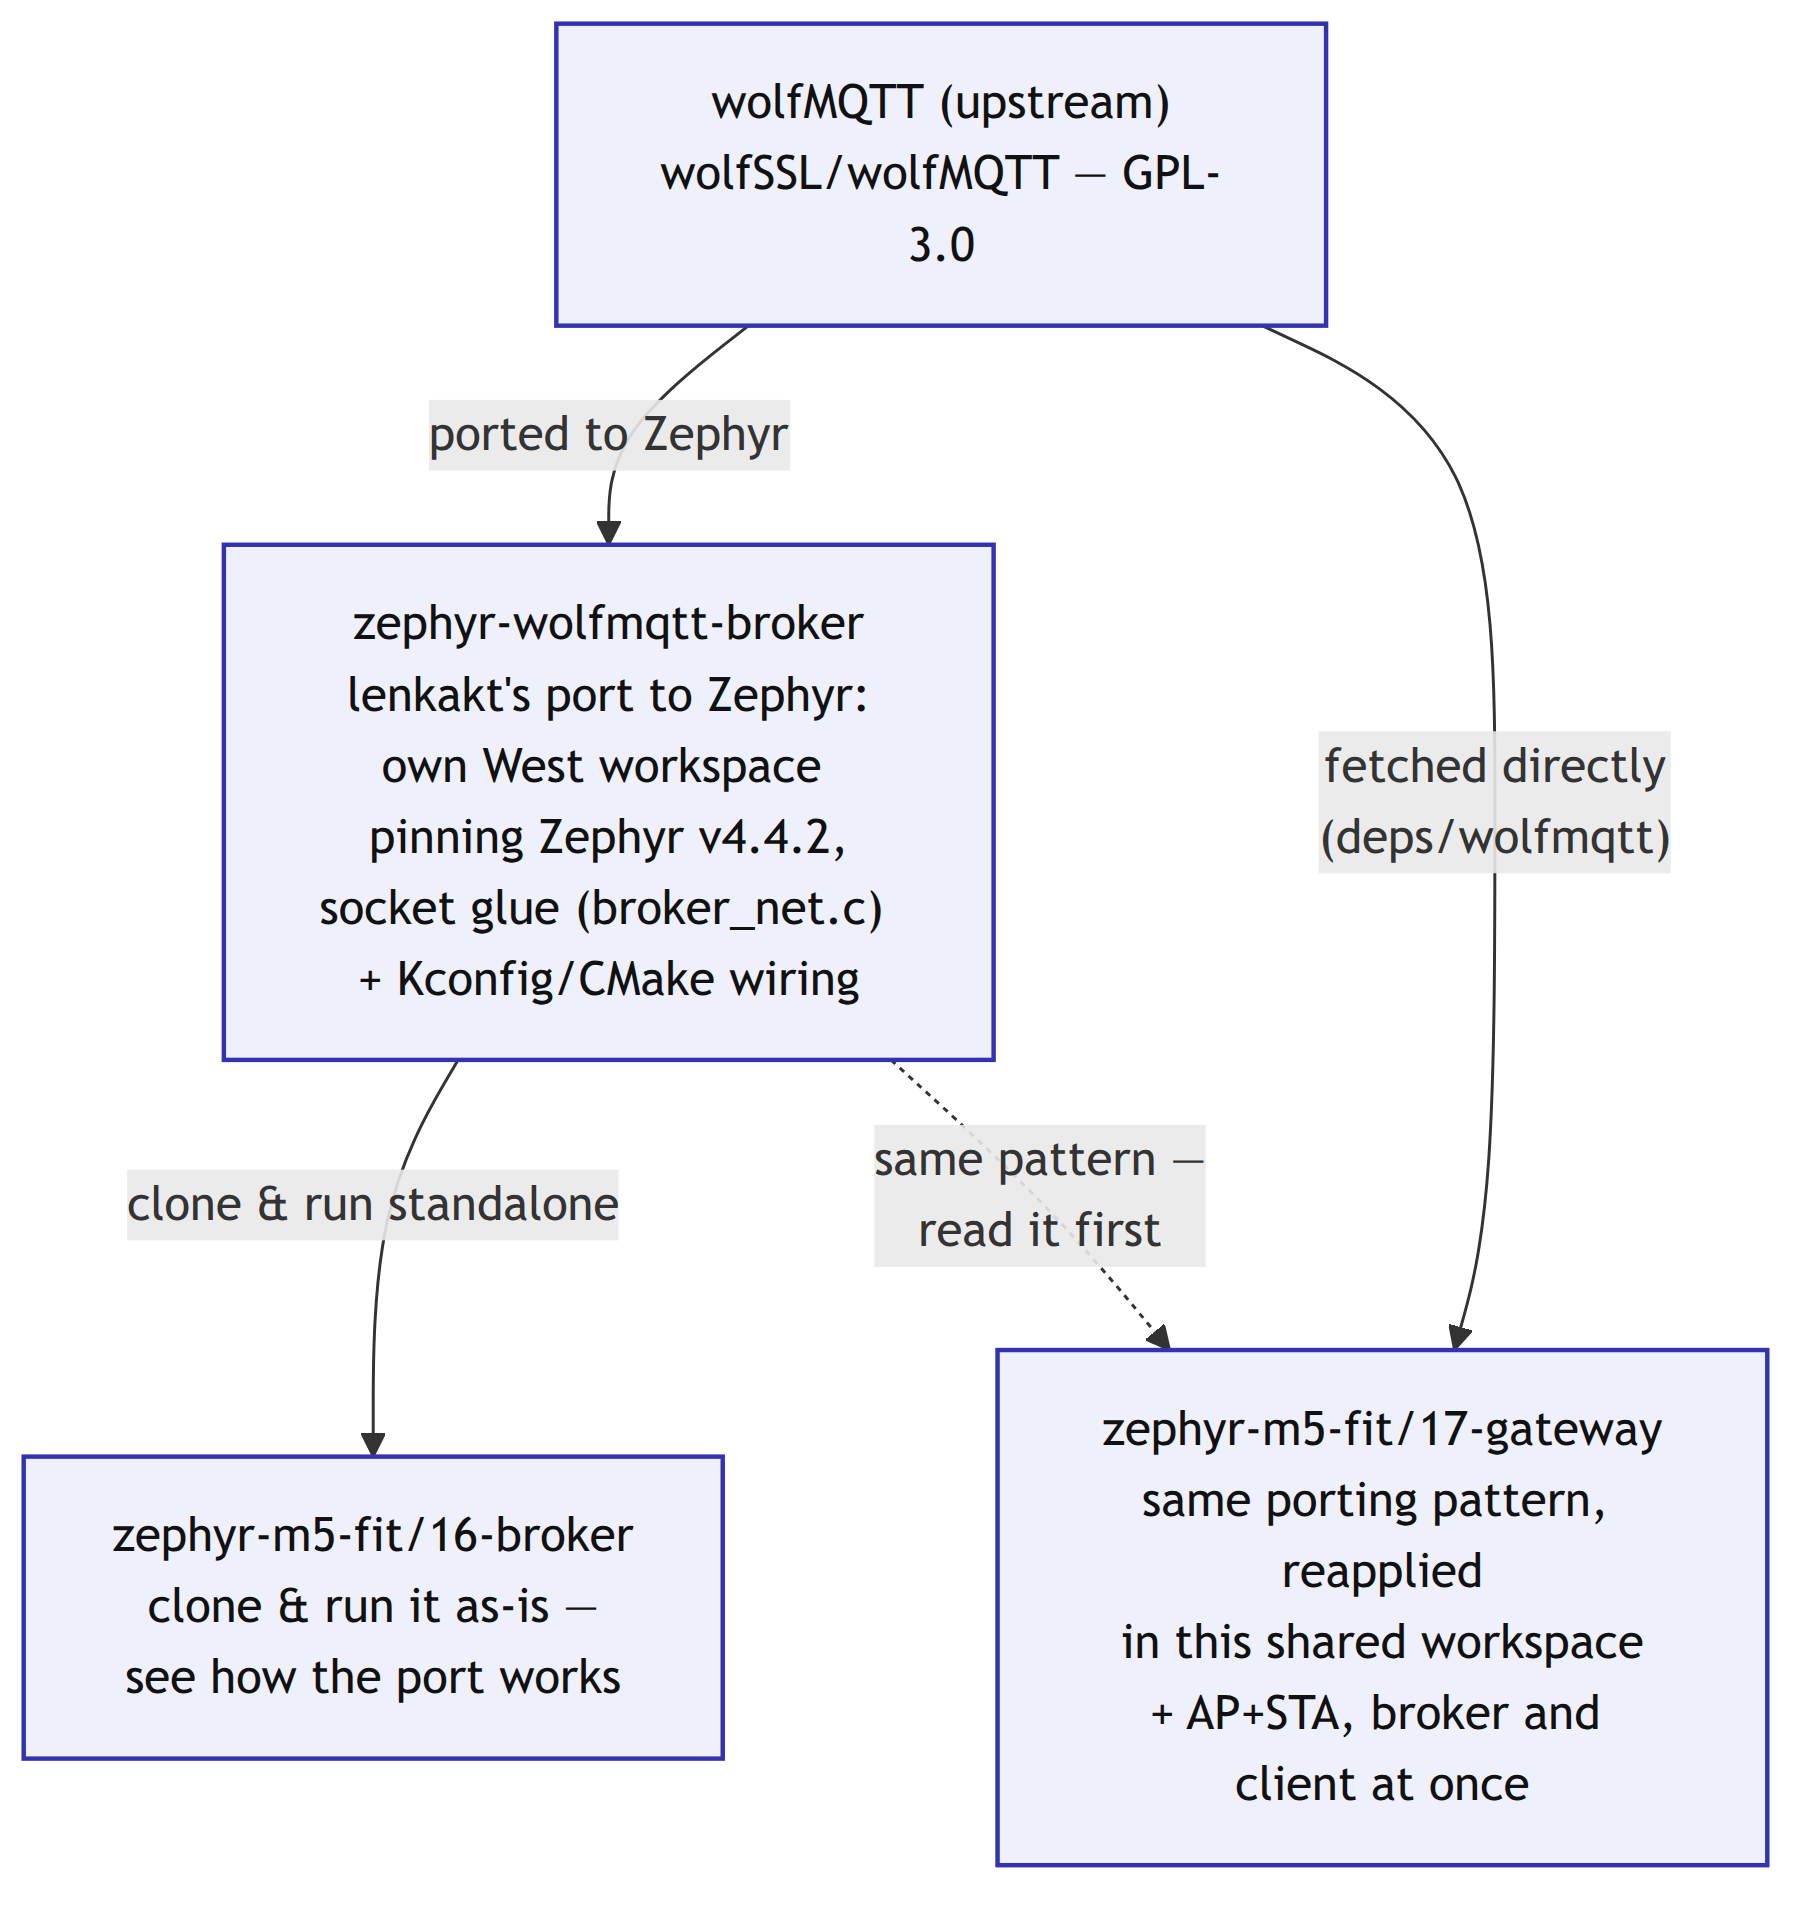 wolfMQTT (upstream)
wolfSSL/wolfMQTT — GPL-
3.0
ported to Zephyr
zephyr-wolfmqtt-broker
lenkakt's port to Zephyr:
own West workspace
pinning Zephyr v4.4.2,
socket glue (broker_net.c)
+ Kconfig/CMake wiring
fetched directly
(deps/wolfmqtt)
clone & run standalone
same pattern —
read it first
zephyr-m5-fit/16-broker
clone & run it as-is —
see how the port works
zephyr-m5-fit/17-gateway
same porting pattern,
reapplied
in this shared workspace
+ AP+STA, broker and
client at once